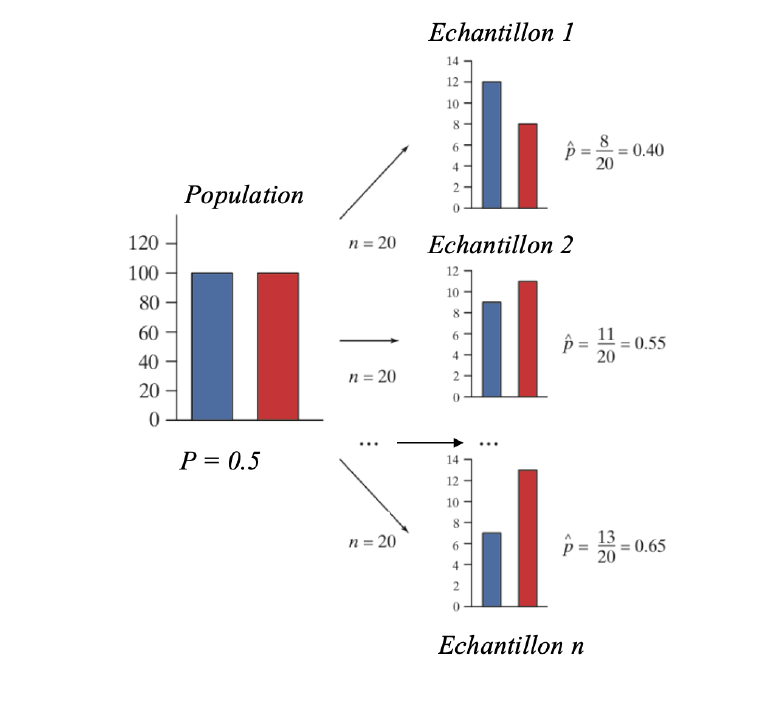 Echantillon 1
14
12
10
8
6
4
2
0
p̂ = 8/20 = 0.40
Population
120
100
80
60
40
20
0
P = 0.5
n = 20
Echantillon 2
12
10
8
6
4
2
0
p̂ = 11/20 = 0.55
n = 20
... ...
14
12
10
8
6
4
2
0
p̂ = 13/20 = 0.65
n = 20
Echantillon n